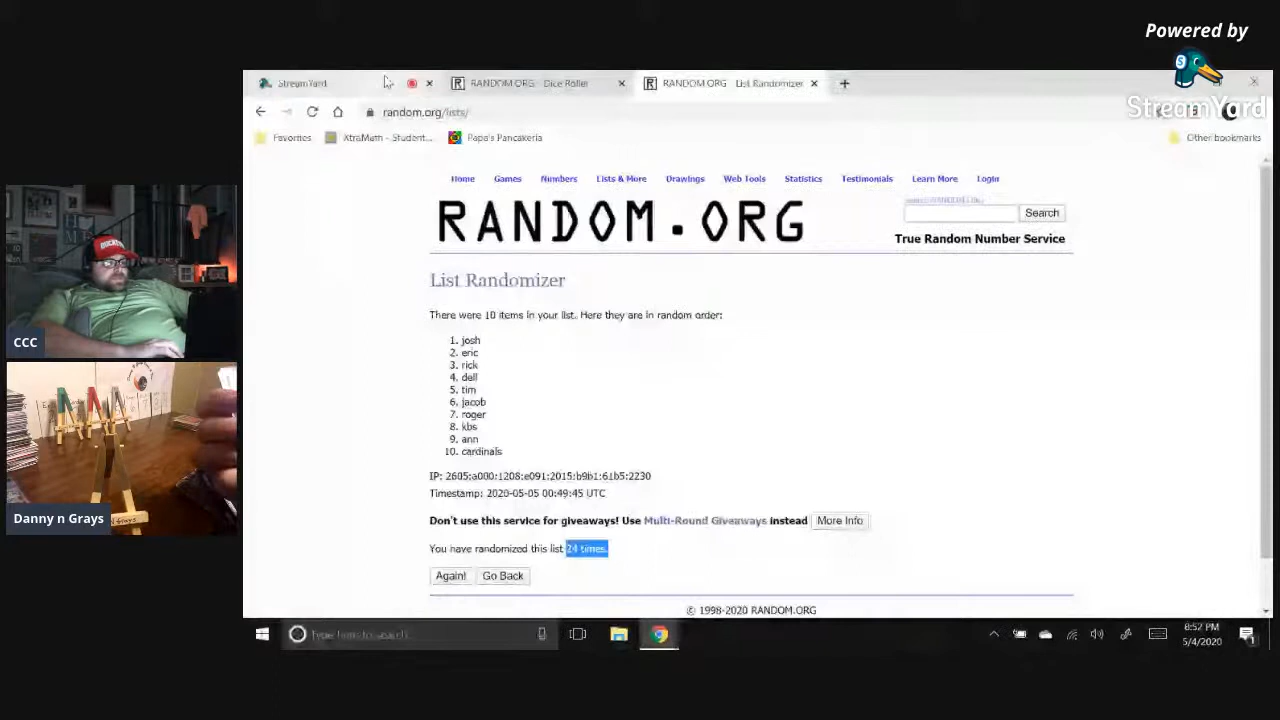 Powered by
StreamYard
StreamYard
RANDOM.ORG - Dice Roller
RANDOM.ORG - List Randomizer
random.org/lists/
Favorites
XtraMath - Student...
Papa's Pancakeria
Other bookmarks
Home
Games
Numbers
Lists & More
Drawings
Web Tools
Statistics
Testimonials
Learn More
Login
RANDOM.ORG
Search
True Random Number Service
List Randomizer
There were 10 items in your list. Here they are in random order:
1. josh
2. eric
3. rick
4. dell
5. tim
6. jacob
7. roger
8. kbs
9. ann
10. cardinals
IP: 2605:a000:1208:e091:2015:b9b1:61b5:2230
Timestamp: 2020-05-05 00:49:45 UTC
Don't use this service for giveaways! Use Multi-Round Giveaways instead
More Info
You have randomized this list 24 times.
Again!
Go Back
© 1998-2020 RANDOM.ORG
Type here to search
8:52 PM
5/4/2020
CCC
Danny n Grays